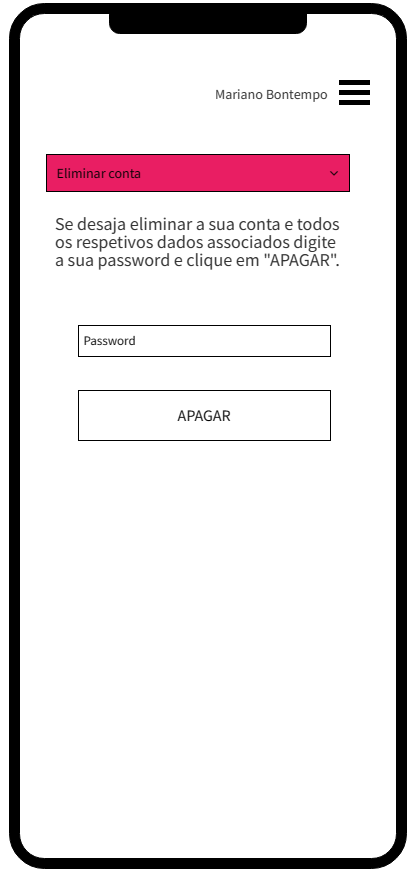 Mariano Bontempo
Eliminar conta
Se desaja eliminar a sua conta e todos
os respetivos dados associados digite
a sua password e clique em "APAGAR".
Password
APAGAR